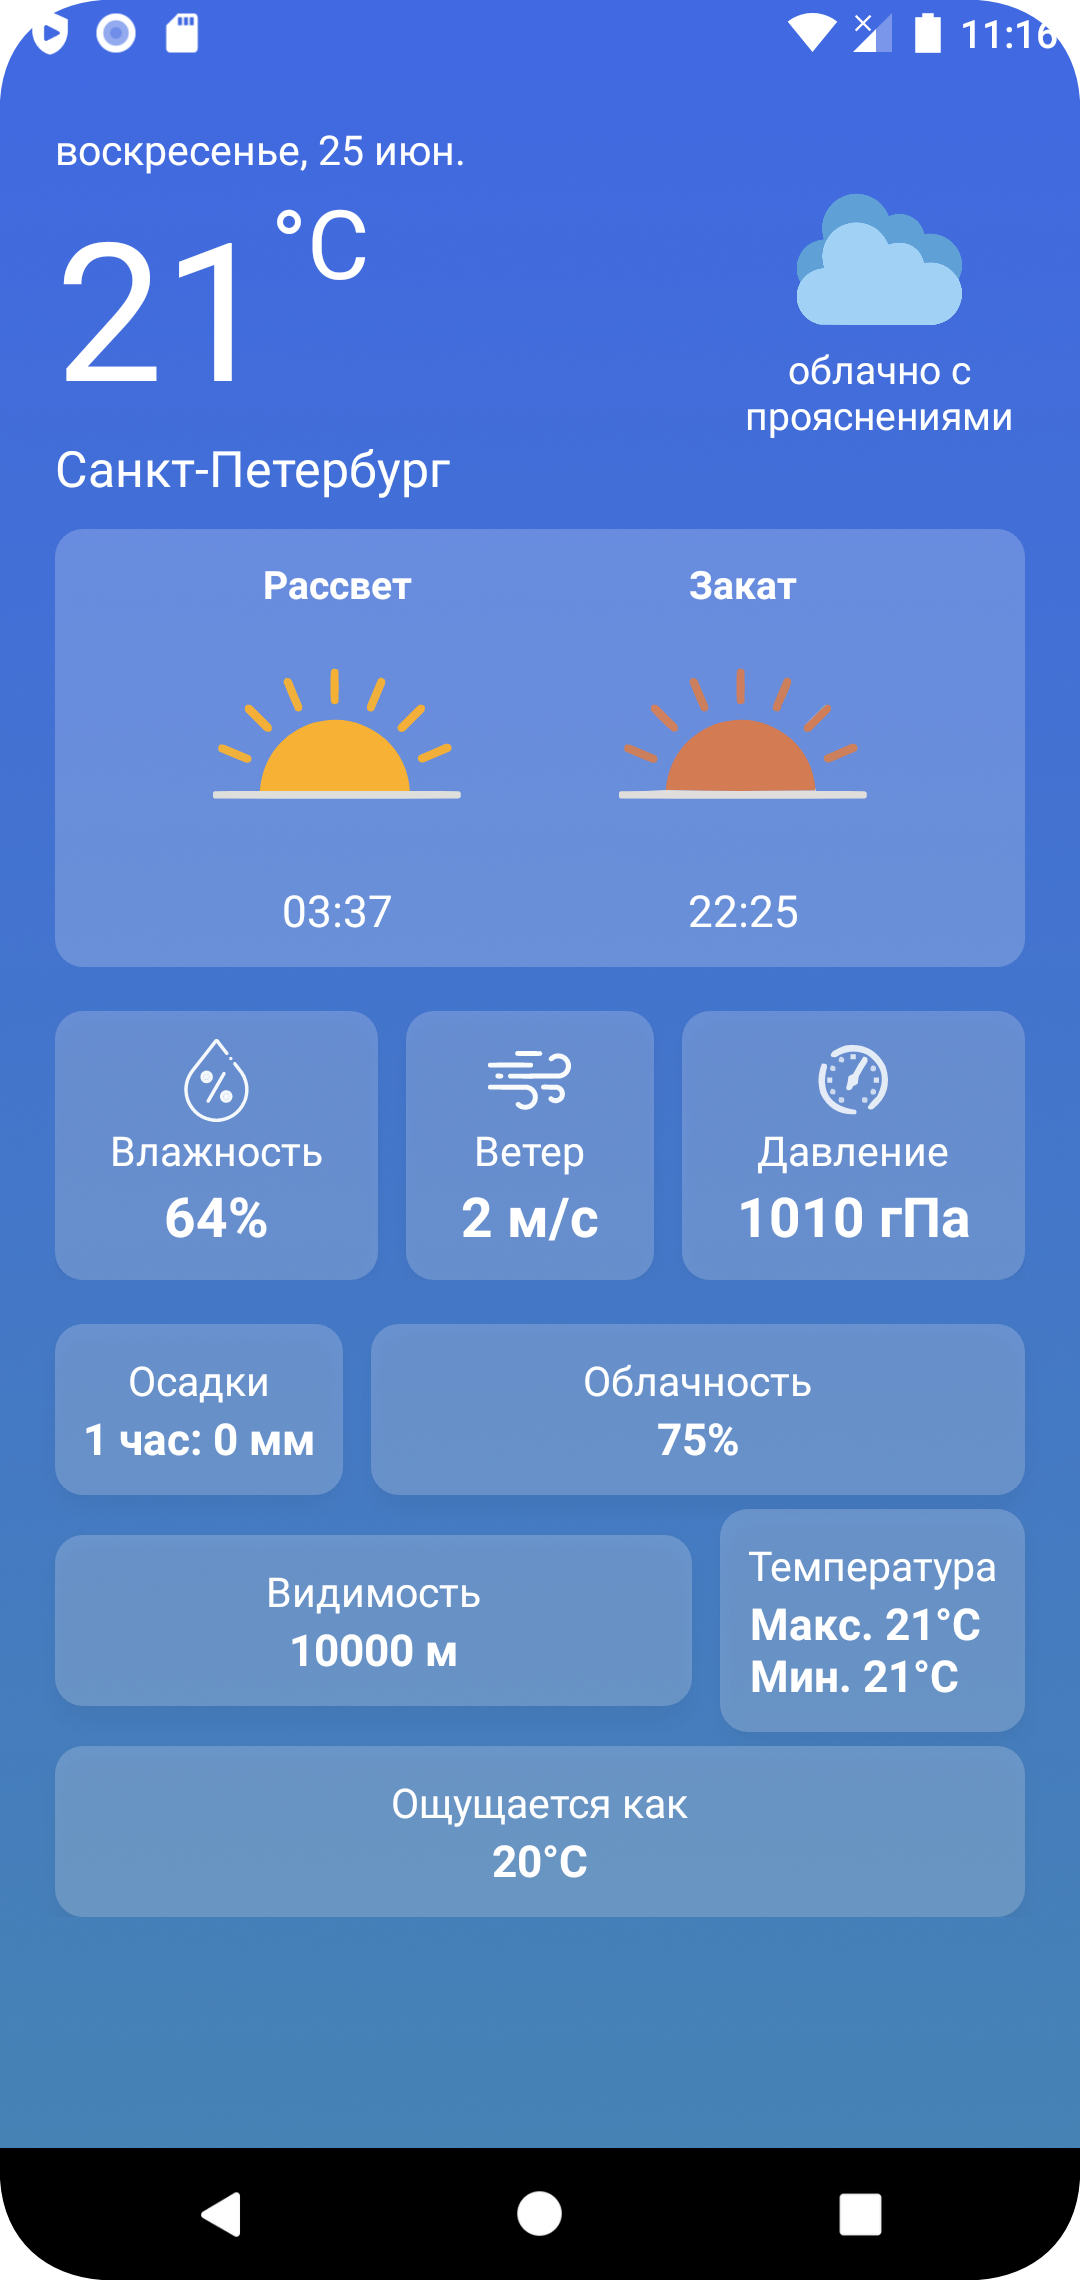 11:16
воскресенье, 25 июн.
21 °C
облачно с
прояснениями
Санкт-Петербург
Рассвет
Закат
03:37
22:25
Влажность
64%
Ветер
2 м/с
Давление
1010 гПа
Осадки
1 час: 0 мм
Облачность
75%
Видимость
10000 м
Температура
Макс. 21°C
Мин. 21°C
Ощущается как
20°C